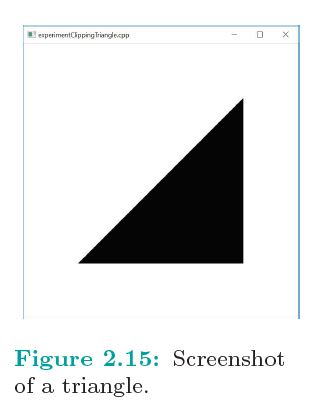 experimentClippingTriangle.cpp
Figure 2.15: Screenshot
of a triangle.